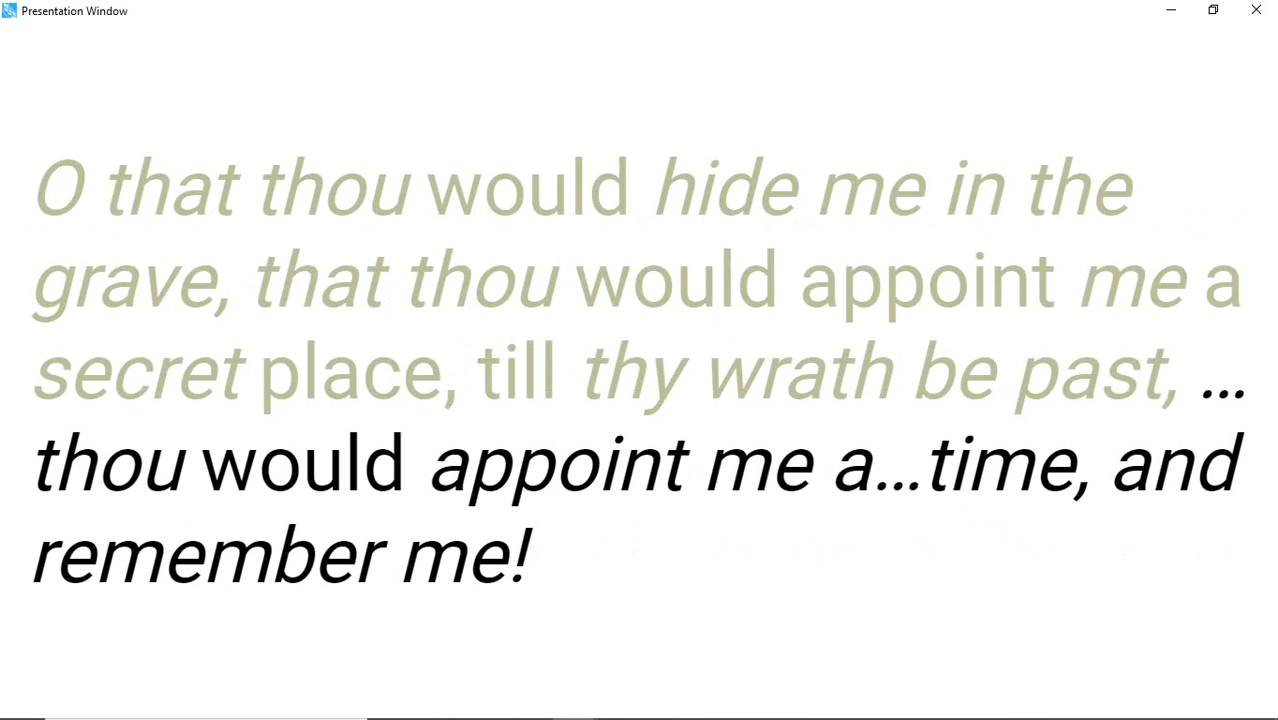 Presentation Window
O that thou would hide me in the
grave, that thou would appoint me a
secret place, till thy wrath be past, ...
thou would appoint me a...time, and
remember me!